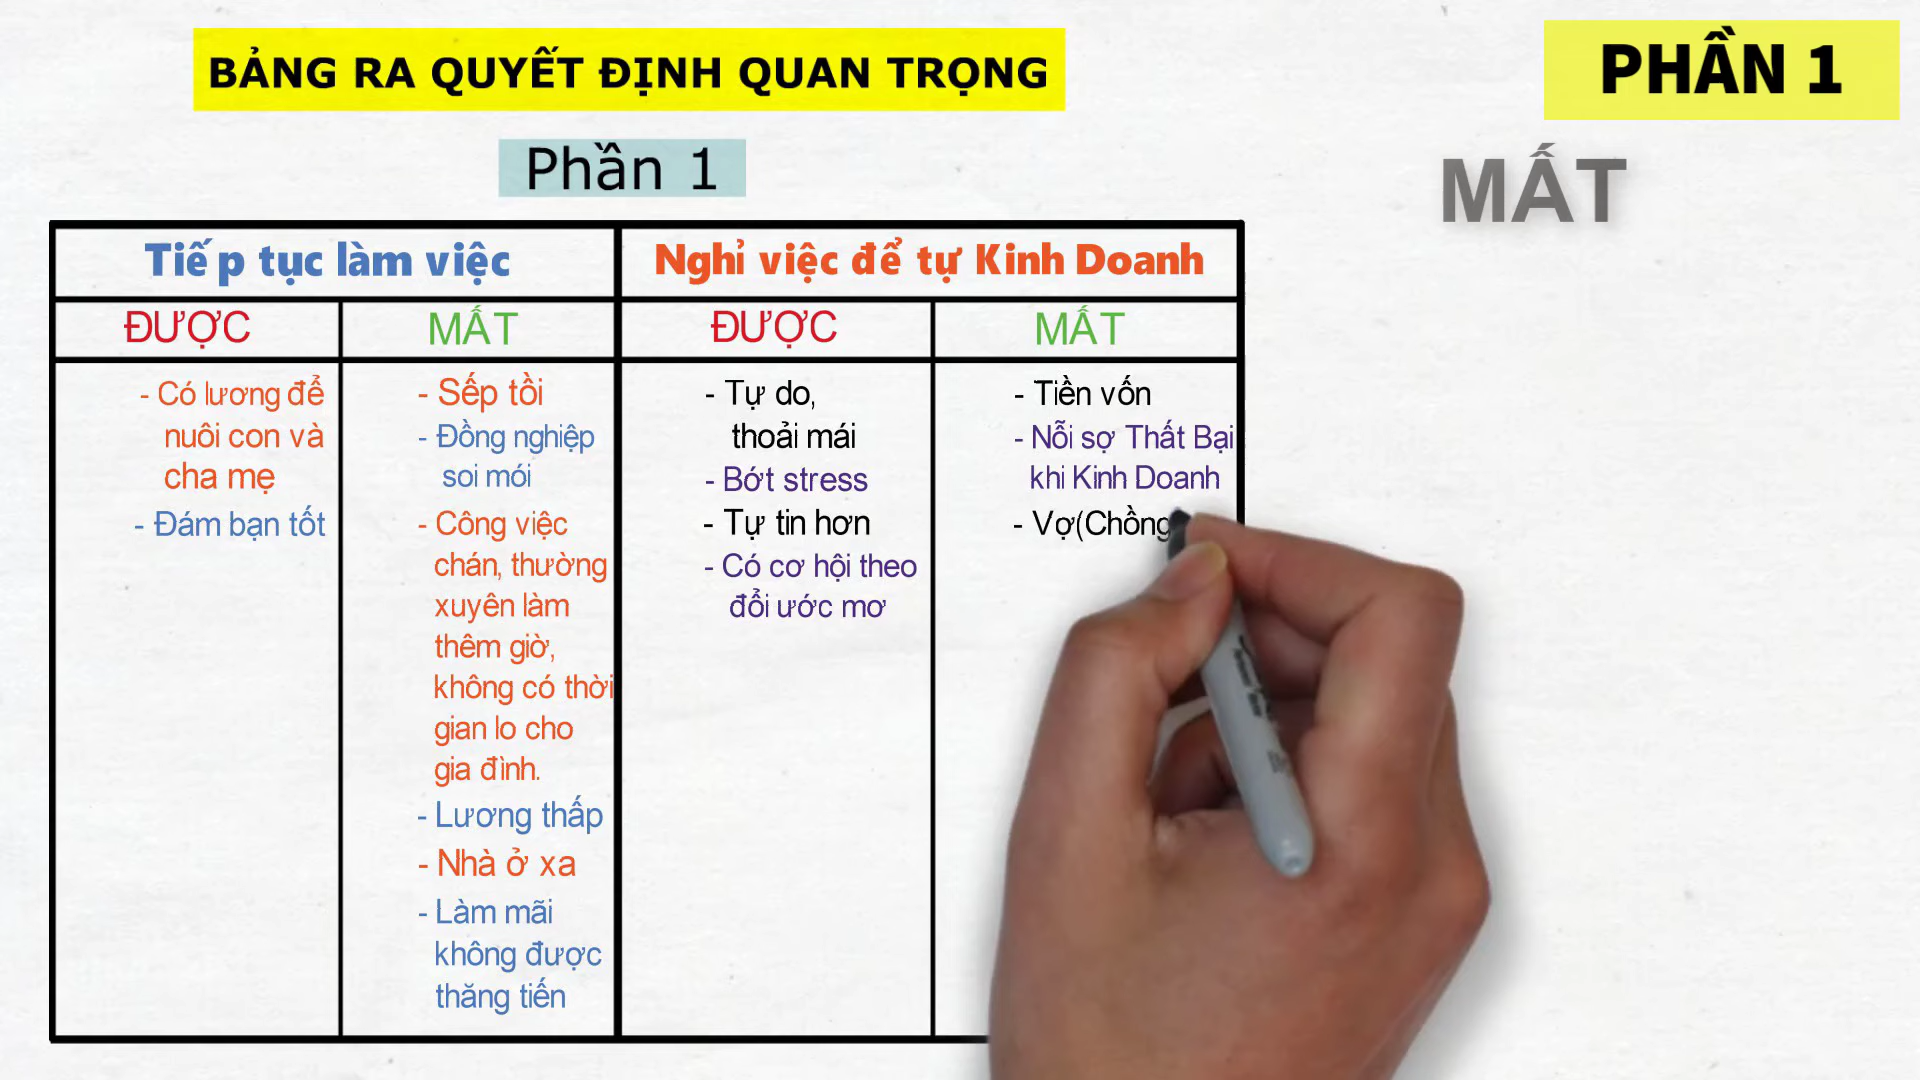 BẢNG RA QUYẾT ĐỊNH QUAN TRỌNG
PHẦN 1
Phần 1
MẤT
Tiếp tục làm việc
Nghỉ việc để tự Kinh Doanh
ĐƯỢC
MẤT
ĐƯỢC
MẤT
- Có lương để
nuôi con và
cha mẹ
- Đám bạn tốt
- Sếp tồi
- Đồng nghiệp
soi mói
- Công việc
chán, thường
xuyên làm
thêm giờ,
không có thời
gian lo cho
gia đình.
- Lương thấp
- Nhà ở xa
- Làm mãi
không được
thăng tiến
- Tự do,
thoải mái
- Bớt stress
- Tự tin hơn
- Có cơ hội theo
đổi ước mơ
- Tiền vốn
- Nỗi sợ Thất Bại
khi Kinh Doanh
- Vợ(Chồng